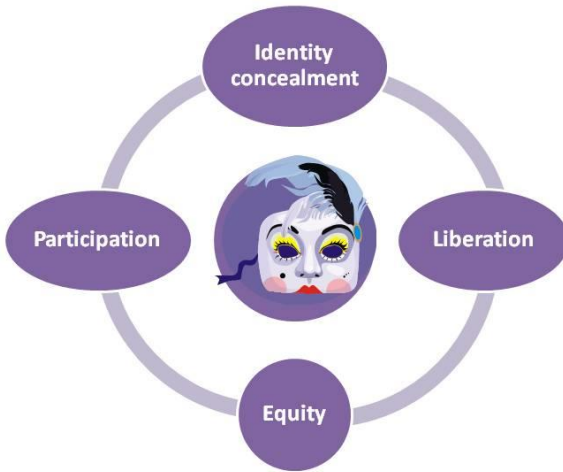 Identity
concealment
Participation
Liberation
Equity